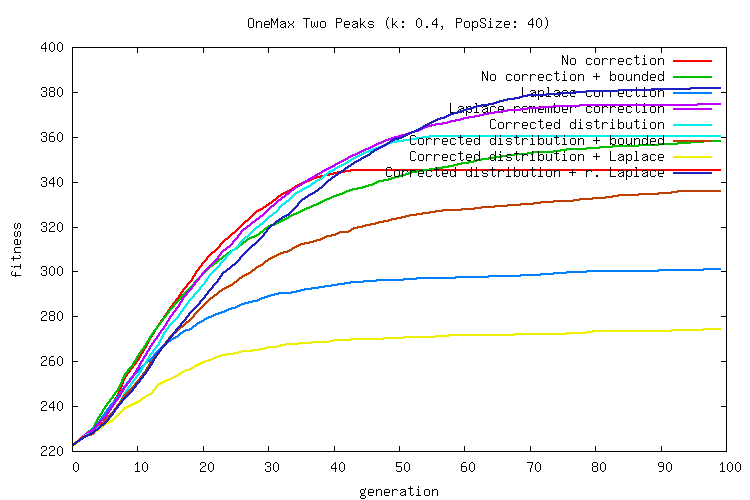 OneMax Two Peaks (k: 0.4, PopSize: 40)
400
380
360
340
320
300
280
260
240
220
fitness
No correction
No correction + bounded
Laplace correction
Laplace remember correction
Corrected distribution
Corrected distribution + bounded
Corrected distribution + Laplace
Corrected distribution + r. Laplace
0 10 20 30 40 50 60 70 80 90 100
generation